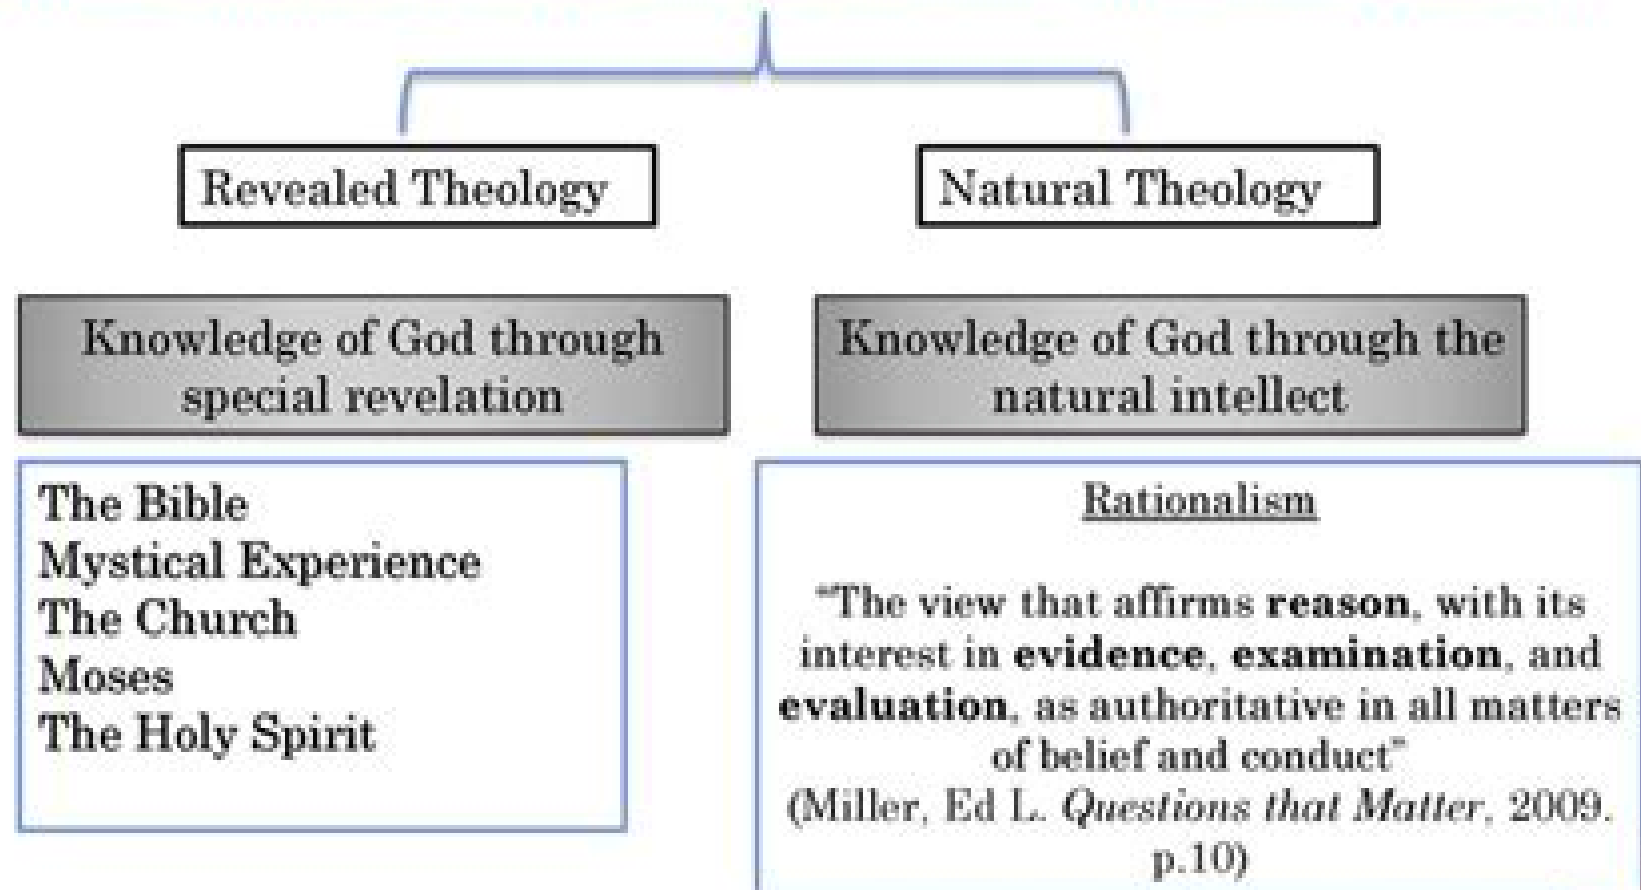 Revealed Theology
Natural Theology
Knowledge of God through
special revelation
Knowledge of God through the
natural intellect
The Bible
Mystical Experience
The Church
Moses
The Holy Spirit
Rationalism
“The view that affirms reason, with its
interest in evidence, examination, and
evaluation, as authoritative in all matters
of belief and conduct”
(Miller, Ed L. Questions that Matter, 2009.
p.10)